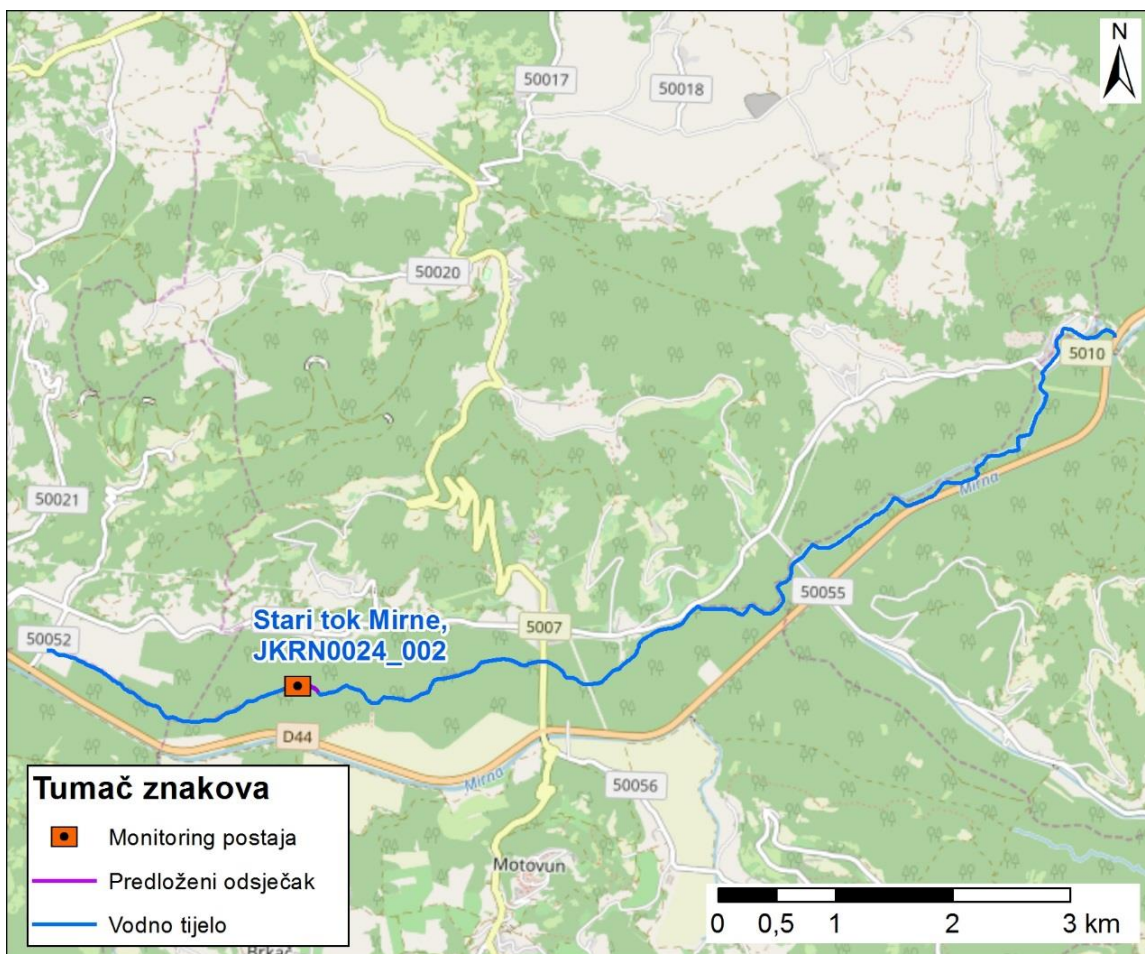 N
50017
50018
50020
5010
50021
Mirna
50055
Stari tok Mirne,
JKRN0024_002
5007
50052
D44
Mirna
50056
Motovun
Brkač
Tumač znakova
Monitoring postaja
Predloženi odsječak
Vodno tijelo
0 0,5 1 2 3 km